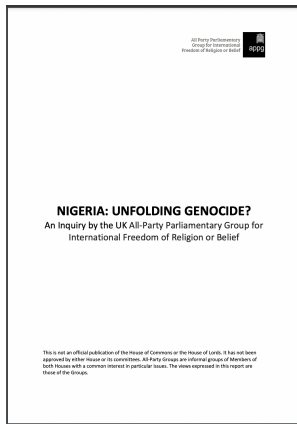 All Party Parliamentary
Group for International
Freedom of Religion or Belief
appg
NIGERIA: UNFOLDING GENOCIDE?
An Inquiry by the UK All-Party Parliamentary Group for
International Freedom of Religion or Belief
This is not an official publication of the House of Commons or the House of Lords. It has not been
approved by either House or its committees. All-Party Groups are informal groups of Members of
both Houses with a common interest in particular issues. The views expressed in this report are
those of the Groups.